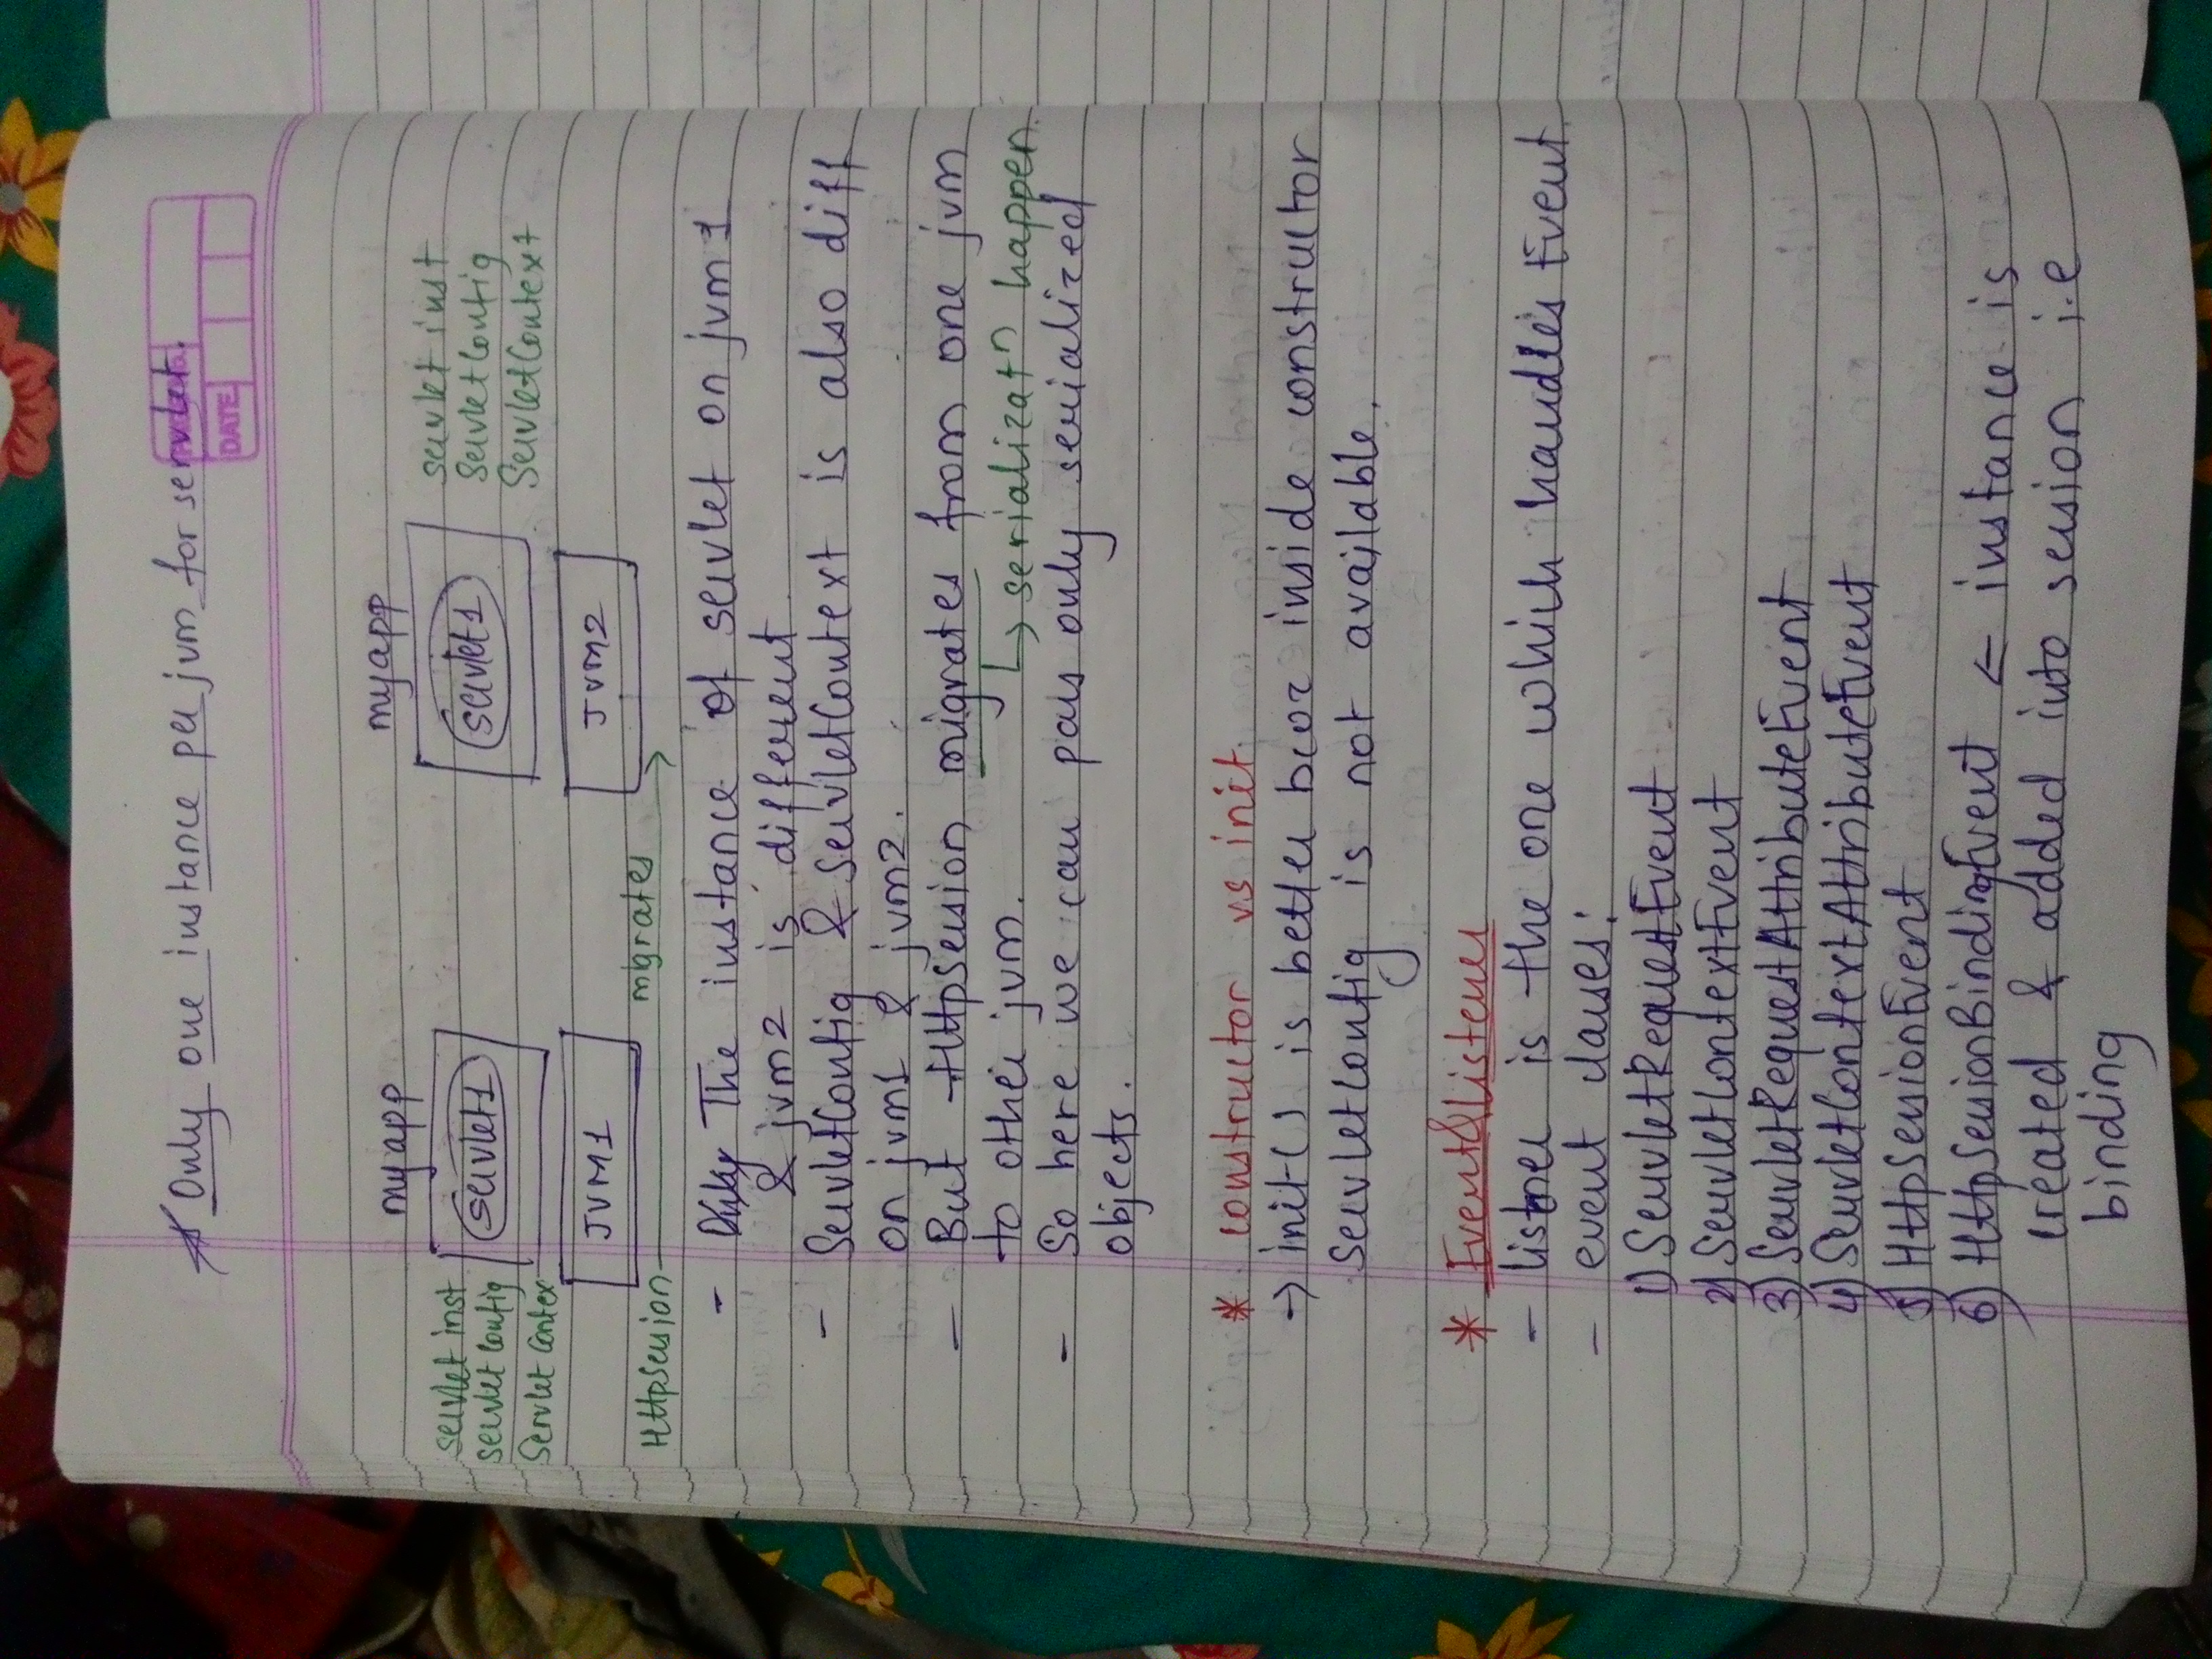 * Only one instance per jvm for servlet.
DATE
myapp
myapp
servlet inst
servlet config
Servlet Contex
servlet1
servlet1
servlet inst
ServletConfig
ServletContext
JVM1
JVM2
HttpSession
migrates
- The instance of servlet on jvm1
& jvm2 is different
- ServletConfig & ServletContext is also diff
on jvm1 & jvm2.
- But HttpSession migrates from one jvm
to other jvm. ↳ serializatn happen
- So here we can pass only serialized
objects.
* constructor vs init.
→ init() is better bcoz inside constructor
servletconfig is not available.
* Event&listener
- listner is the one which handles Event
- event classes:
1) ServletRequestEvent
2) ServletContextEvent
3) ServletRequestAttributeEvent
4) ServletContextAttributeEvent
5) HttpSessionEvent
6) HttpSessionBindingEvent ← instance is
created & added into session i.e
binding